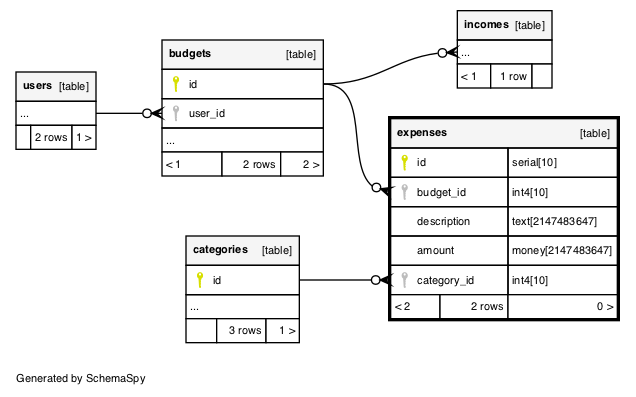 incomes [table]
...
< 1 1 row
budgets [table]
id
user_id
...
< 1 2 rows 2 >
users [table]
...
2 rows 1 >
expenses [table]
id serial[10]
budget_id int4[10]
description text[2147483647]
amount money[2147483647]
category_id int4[10]
< 2 2 rows 0 >
categories [table]
id
...
3 rows 1 >
Generated by SchemaSpy